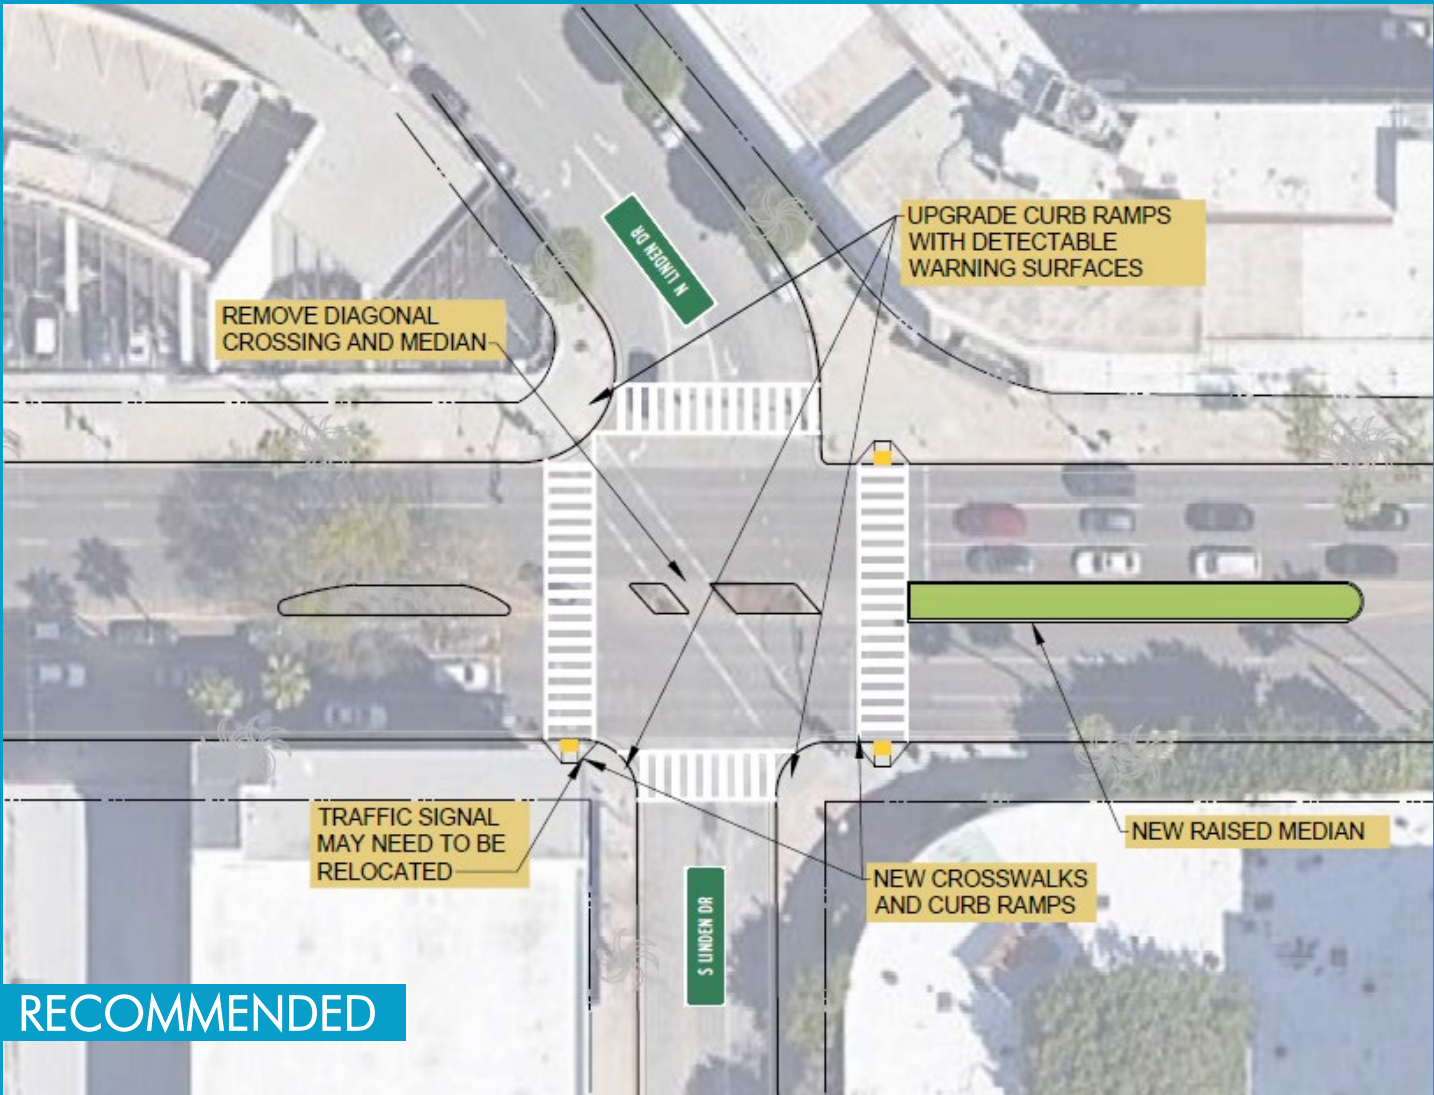 UPGRADE CURB RAMPS
WITH DETECTABLE
WARNING SURFACES
N LINDEN DR
REMOVE DIAGONAL
CROSSING AND MEDIAN
TRAFFIC SIGNAL
MAY NEED TO BE
RELOCATED
NEW RAISED MEDIAN
NEW CROSSWALKS
AND CURB RAMPS
S LINDEN DR
RECOMMENDED